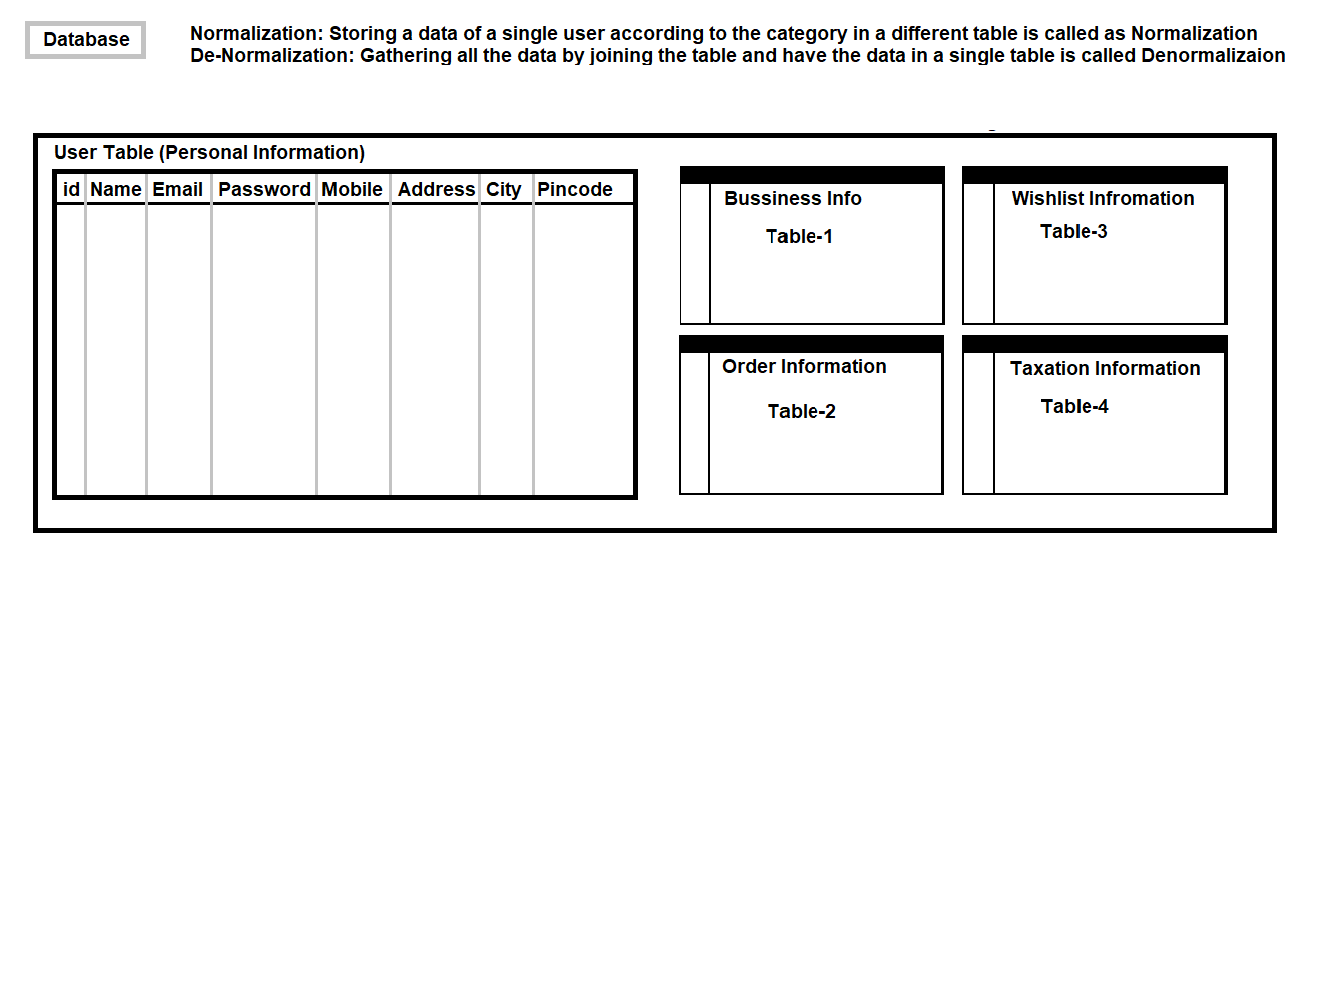 Database
Normalization: Storing a data of a single user according to the category in a different table is called as Normalization
De-Normalization: Gathering all the data by joining the table and have the data in a single table is called Denormalizaion
User Table (Personal Information)
id Name Email Password Mobile Address City Pincode
Bussiness Info
Table-1
Wishlist Infromation
Table-3
Order Information
Table-2
Taxation Information
Table-4